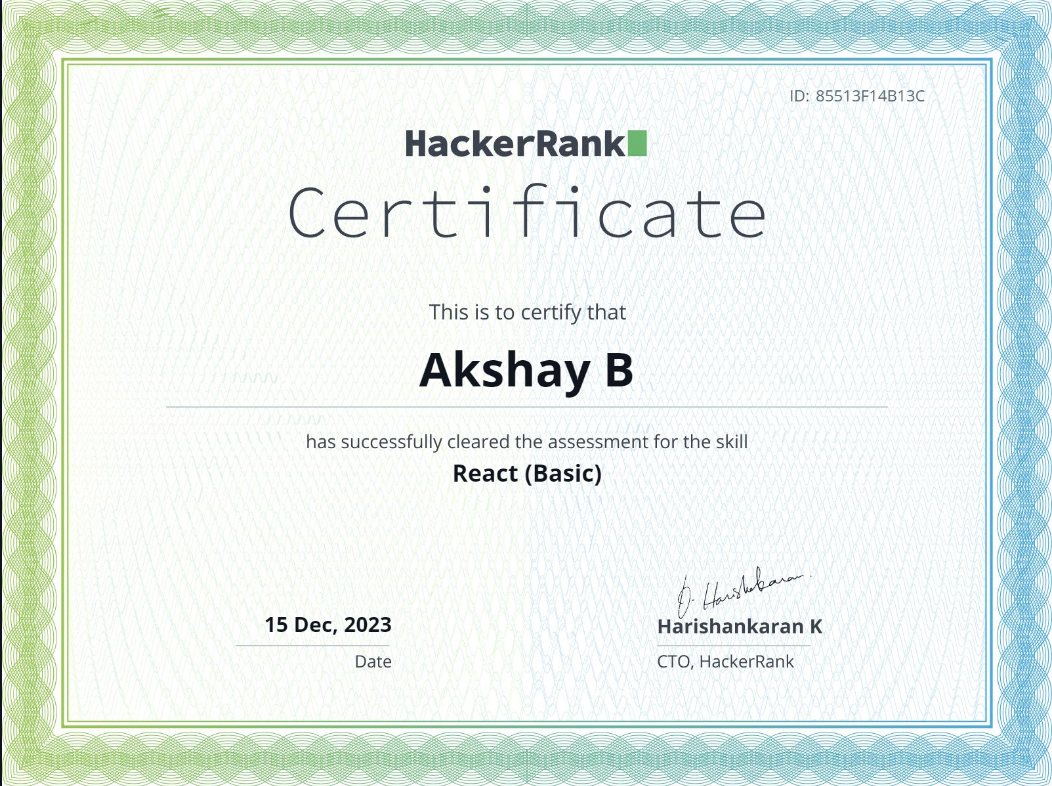 ID: 85513F14B13C
HackerRank
Certificate
This is to certify that
Akshay B
has successfully cleared the assessment for the skill
React (Basic)
D. Harishankaran
15 Dec, 2023
Harishankaran K
Date
CTO, HackerRank